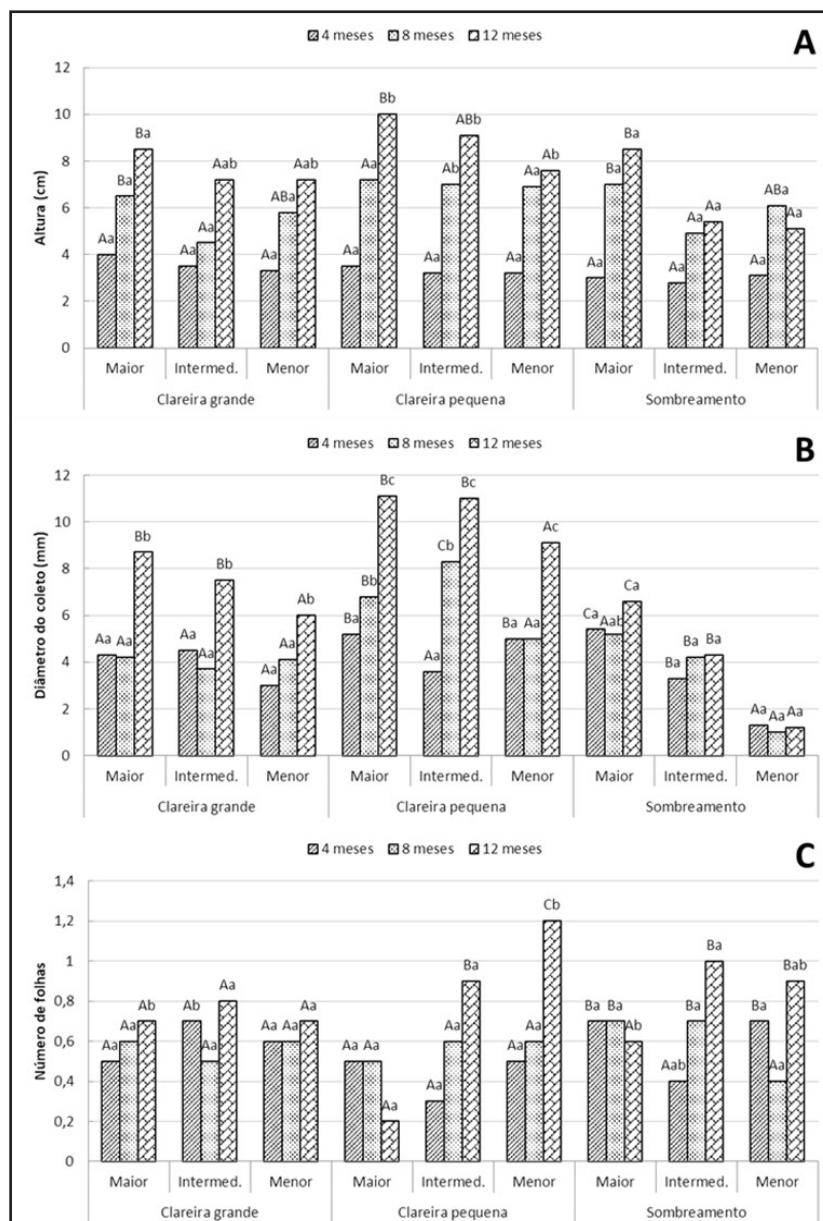 4 meses 8 meses 12 meses
A
Altura (cm)
12
10
8
6
4
2
0
Aa Ba Ba Aa Aa Aab Aa ABa Aab Aa Aa Bb Aa Ab ABb Aa Aa Ab Aa Ba Ba Aa Aa Aa Aa ABa Aa
Maior Intermed. Menor Maior Intermed. Menor Maior Intermed. Menor
Clareira grande Clareira pequena Sombreamento
4 meses 8 meses 12 meses
B
Diâmetro do coleto (mm)
12
10
8
6
4
2
0
Aa Aa Bb Aa Aa Bb Aa Aa Ab Ba Bb Bc Aa Cb Bc Ba Aa Ac Ca Aab Ca Ba Ba Ba Aa Aa Aa
Maior Intermed. Menor Maior Intermed. Menor Maior Intermed. Menor
Clareira grande Clareira pequena Sombreamento
4 meses 8 meses 12 meses
C
Número de folhas
1,4
1,2
1
0,8
0,6
0,4
0,2
0
Aa Aa Ab Ab Aa Aa Aa Aa Aa Aa Aa Aa Aa Aa Ba Aa Aa Cb Ba Ba Ab Aab Ba Ba Ba Aa Bab
Maior Intermed. Menor Maior Intermed. Menor Maior Intermed. Menor
Clareira grande Clareira pequena Sombreamento